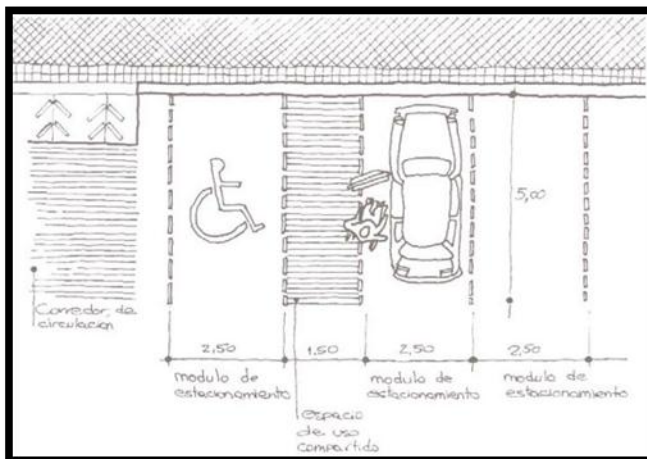 5,00
Corredor de
circulacion
2,50
1,50
2,50
2,50
modulo de
estacionamiento
espacio
de uso
compartido
modulo de
estacionamiento
modulo de
estacionamiento